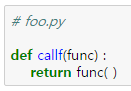 # foo.py
def callf(func) :
    return func( )